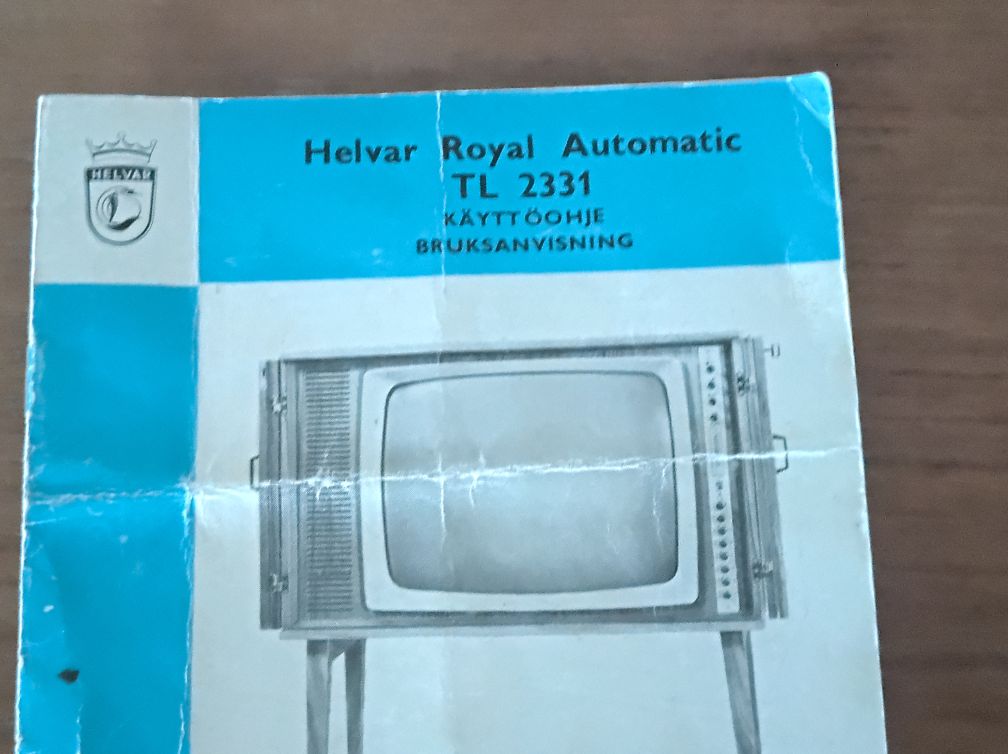 HELVAR
Helvar Royal Automatic
TL 2331
KÄYTTÖOHJE
BRUKSANVISNING